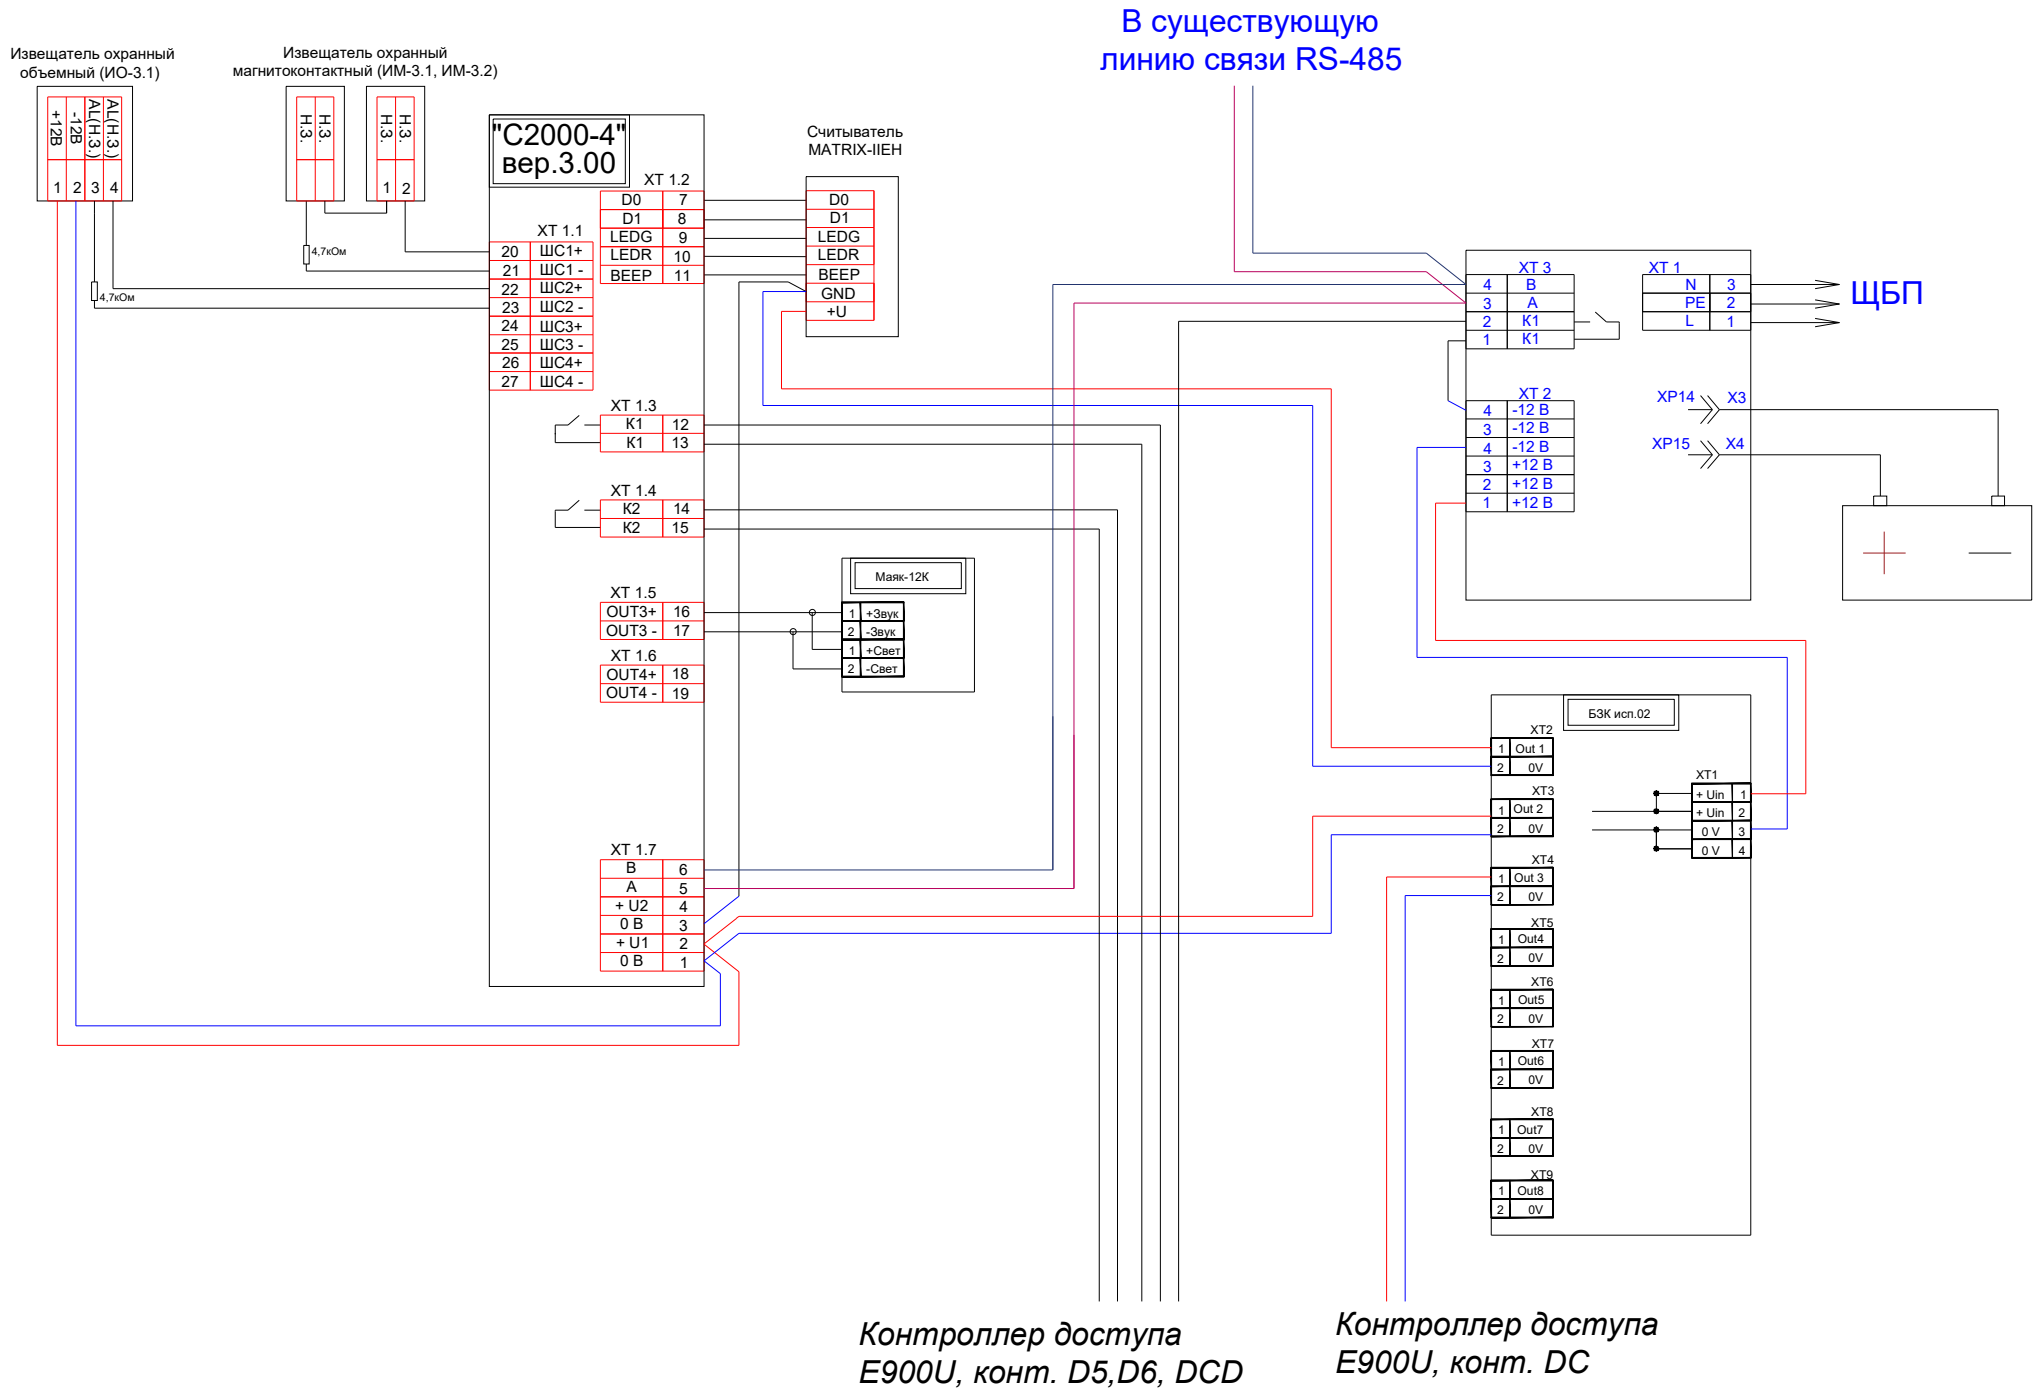 В существующую
линию связи RS-485
Извещатель охранный
объемный (ИО-3.1)
+12В
-12В
AL(Н.З.)
AL(Н.З.)
1 2 3 4
Извещатель охранный
магнитоконтактный (ИМ-3.1, ИМ-3.2)
Н.З.
Н.З.
Н.З.
Н.З.
1 2
4,7кОм
4,7кОм
"С2000-4"
вер.3.00
XT 1.2
D0 7
D1 8
LEDG 9
LEDR 10
BEEP 11
XT 1.1
20 ШС1+
21 ШС1 -
22 ШС2+
23 ШС2 -
24 ШС3+
25 ШС3 -
26 ШС4+
27 ШС4 -
XT 1.3
К1 12
К1 13
XT 1.4
К2 14
К2 15
XT 1.5
OUT3+ 16
OUT3 - 17
XT 1.6
OUT4+ 18
OUT4 - 19
XT 1.7
B 6
A 5
+ U2 4
0 В 3
+ U1 2
0 В 1
Считыватель
MATRIX-IIEH
D0
D1
LEDG
LEDR
BEEP
GND
+U
Маяк-12К
1 +Звук
2 -Звук
1 +Свет
2 -Свет
XT 3
4 B
3 A
2 К1
1 К1
XT 1
N 3
PE 2
L 1
ЩБП
XT 2
4 -12 В
3 -12 В
4 -12 В
3 +12 В
2 +12 В
1 +12 В
XP14 X3
XP15 X4
БЗК исп.02
XT2
1 Out 1
2 0V
XT3
1 Out 2
2 0V
XT4
1 Out 3
2 0V
XT5
1 Out4
2 0V
XT6
1 Out5
2 0V
XT7
1 Out6
2 0V
XT8
1 Out7
2 0V
XT9
1 Out8
2 0V
XT1
+ Uin 1
+ Uin 2
0 V 3
0 V 4
Контроллер доступа
E900U, конт. D5,D6, DCD
Контроллер доступа
E900U, конт. DC